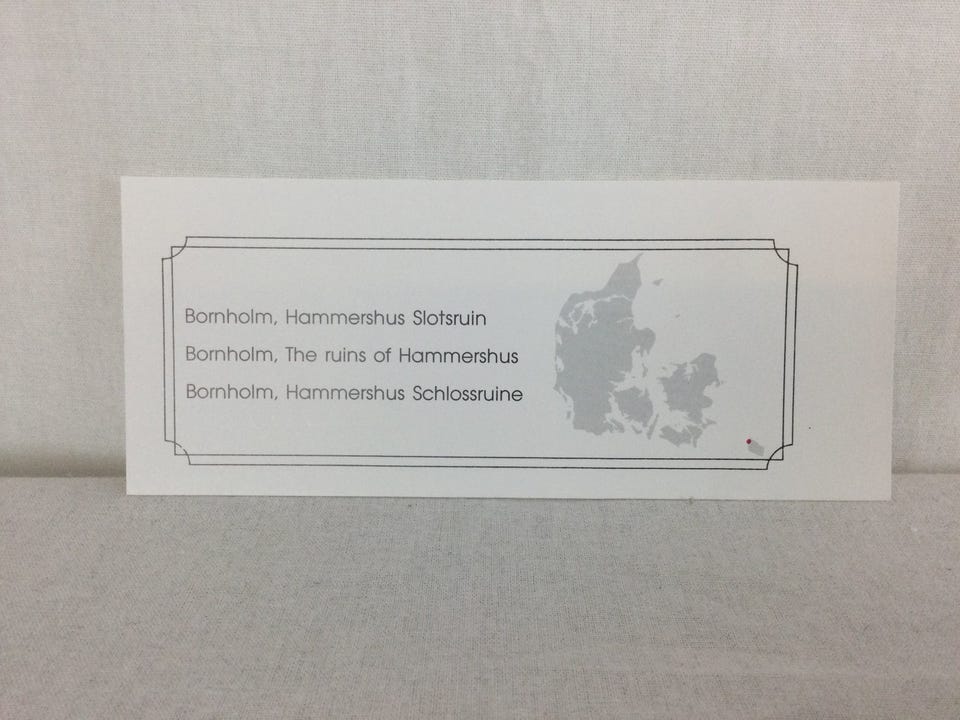 Bornholm, Hammershus Slotsruin
Bornholm, The ruins of Hammershus
Bornholm, Hammershus Schlossruine